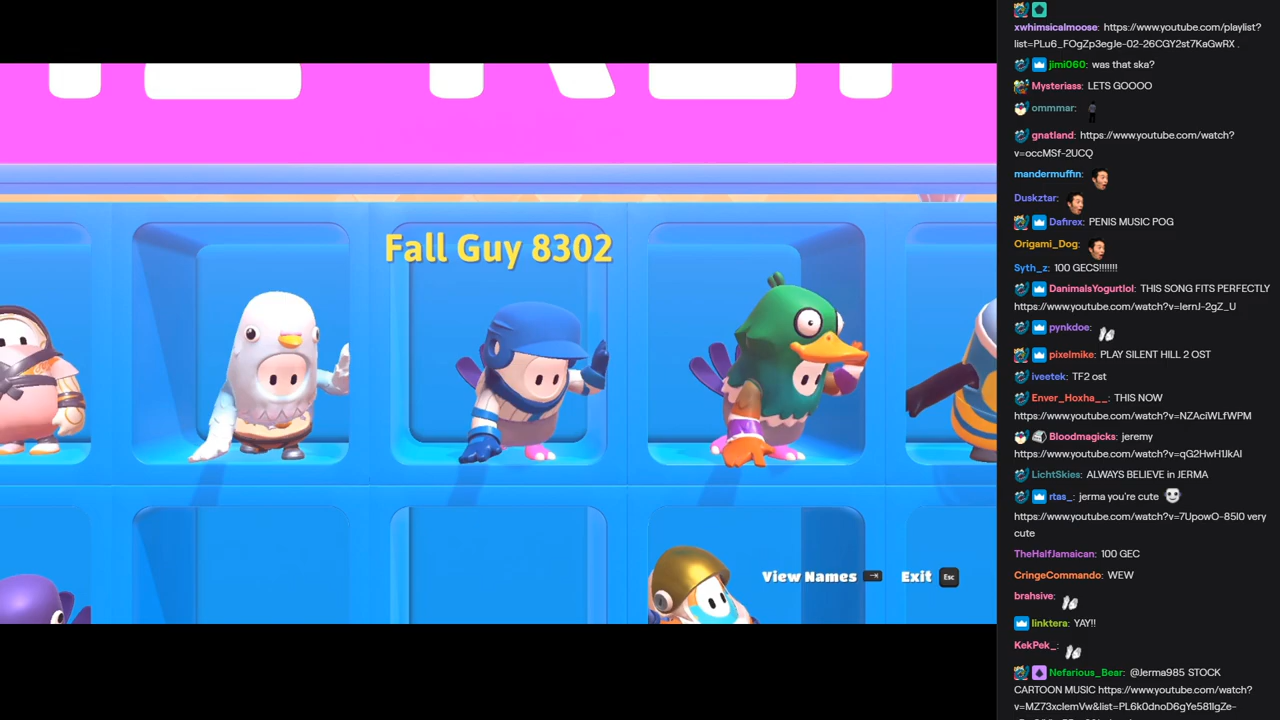 Fall Guy 8302
View Names
Exit Esc
xwhimsicalmoose: https://www.youtube.com/playlist?
list=PLu6_FOgZp3egJe-02-26CGY2st7KaGwRX .
jimi060: was that ska?
Mysteriass: LETS GOOOO
ommmar:
gnatland: https://www.youtube.com/watch?
v=occMSf-2UCQ
mandermuffin:
Duskztar:
Dafirex: PENIS MUSIC POG
Origami_Dog:
Syth_z: 100 GECS!!!!!!!
DanimalsYogurtlol: THIS SONG FITS PERFECTLY
https://www.youtube.com/watch?v=lernJ-2gZ_U
pynkdoe:
pixelmike: PLAY SILENT HILL 2 OST
iveetek: TF2 ost
Enver_Hoxha__: THIS NOW
https://www.youtube.com/watch?v=NZAciWLfWPM
Bloodmagicks: jeremy
https://www.youtube.com/watch?v=qG2HwH1JkAI
LichtSkies: ALWAYS BELIEVE in JERMA
rtas_: jerma you're cute
https://www.youtube.com/watch?v=7UpowO-85I0 very
cute
TheHalfJamaican: 100 GEC
CringeCommando: WEW
brahsive:
linktera: YAY!!
KekPek_:
Nefarious_Bear: @Jerma985 STOCK
CARTOON MUSIC https://www.youtube.com/watch?
v=MZ73xclemVw&list=PL6k0dnoD6gYe581IgZe-